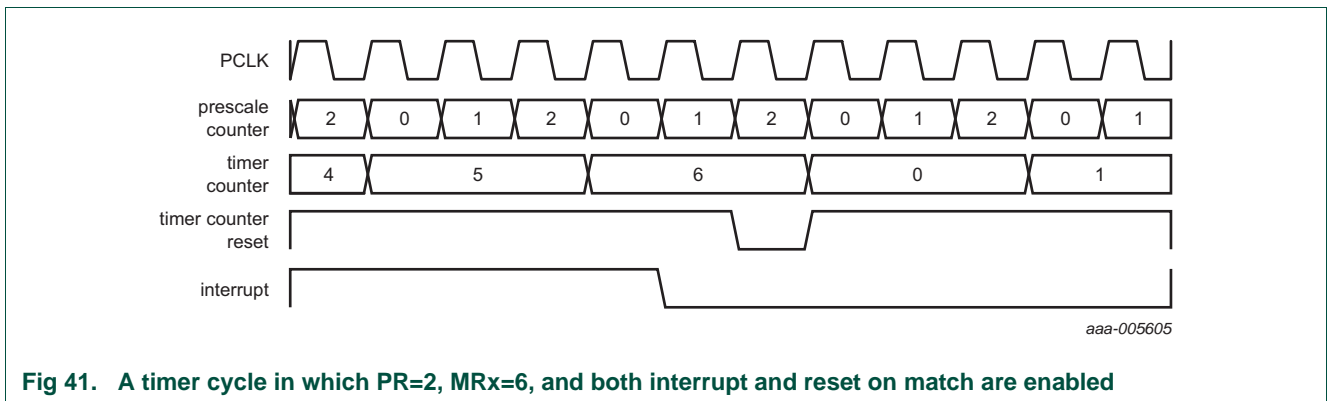 PCLK
prescale
counter
2 0 1 2 0 1 2 0 1 2 0 1
timer
counter
4 5 6 0 1
timer counter
reset
interrupt
aaa-005605
Fig 41. A timer cycle in which PR=2, MRx=6, and both interrupt and reset on match are enabled